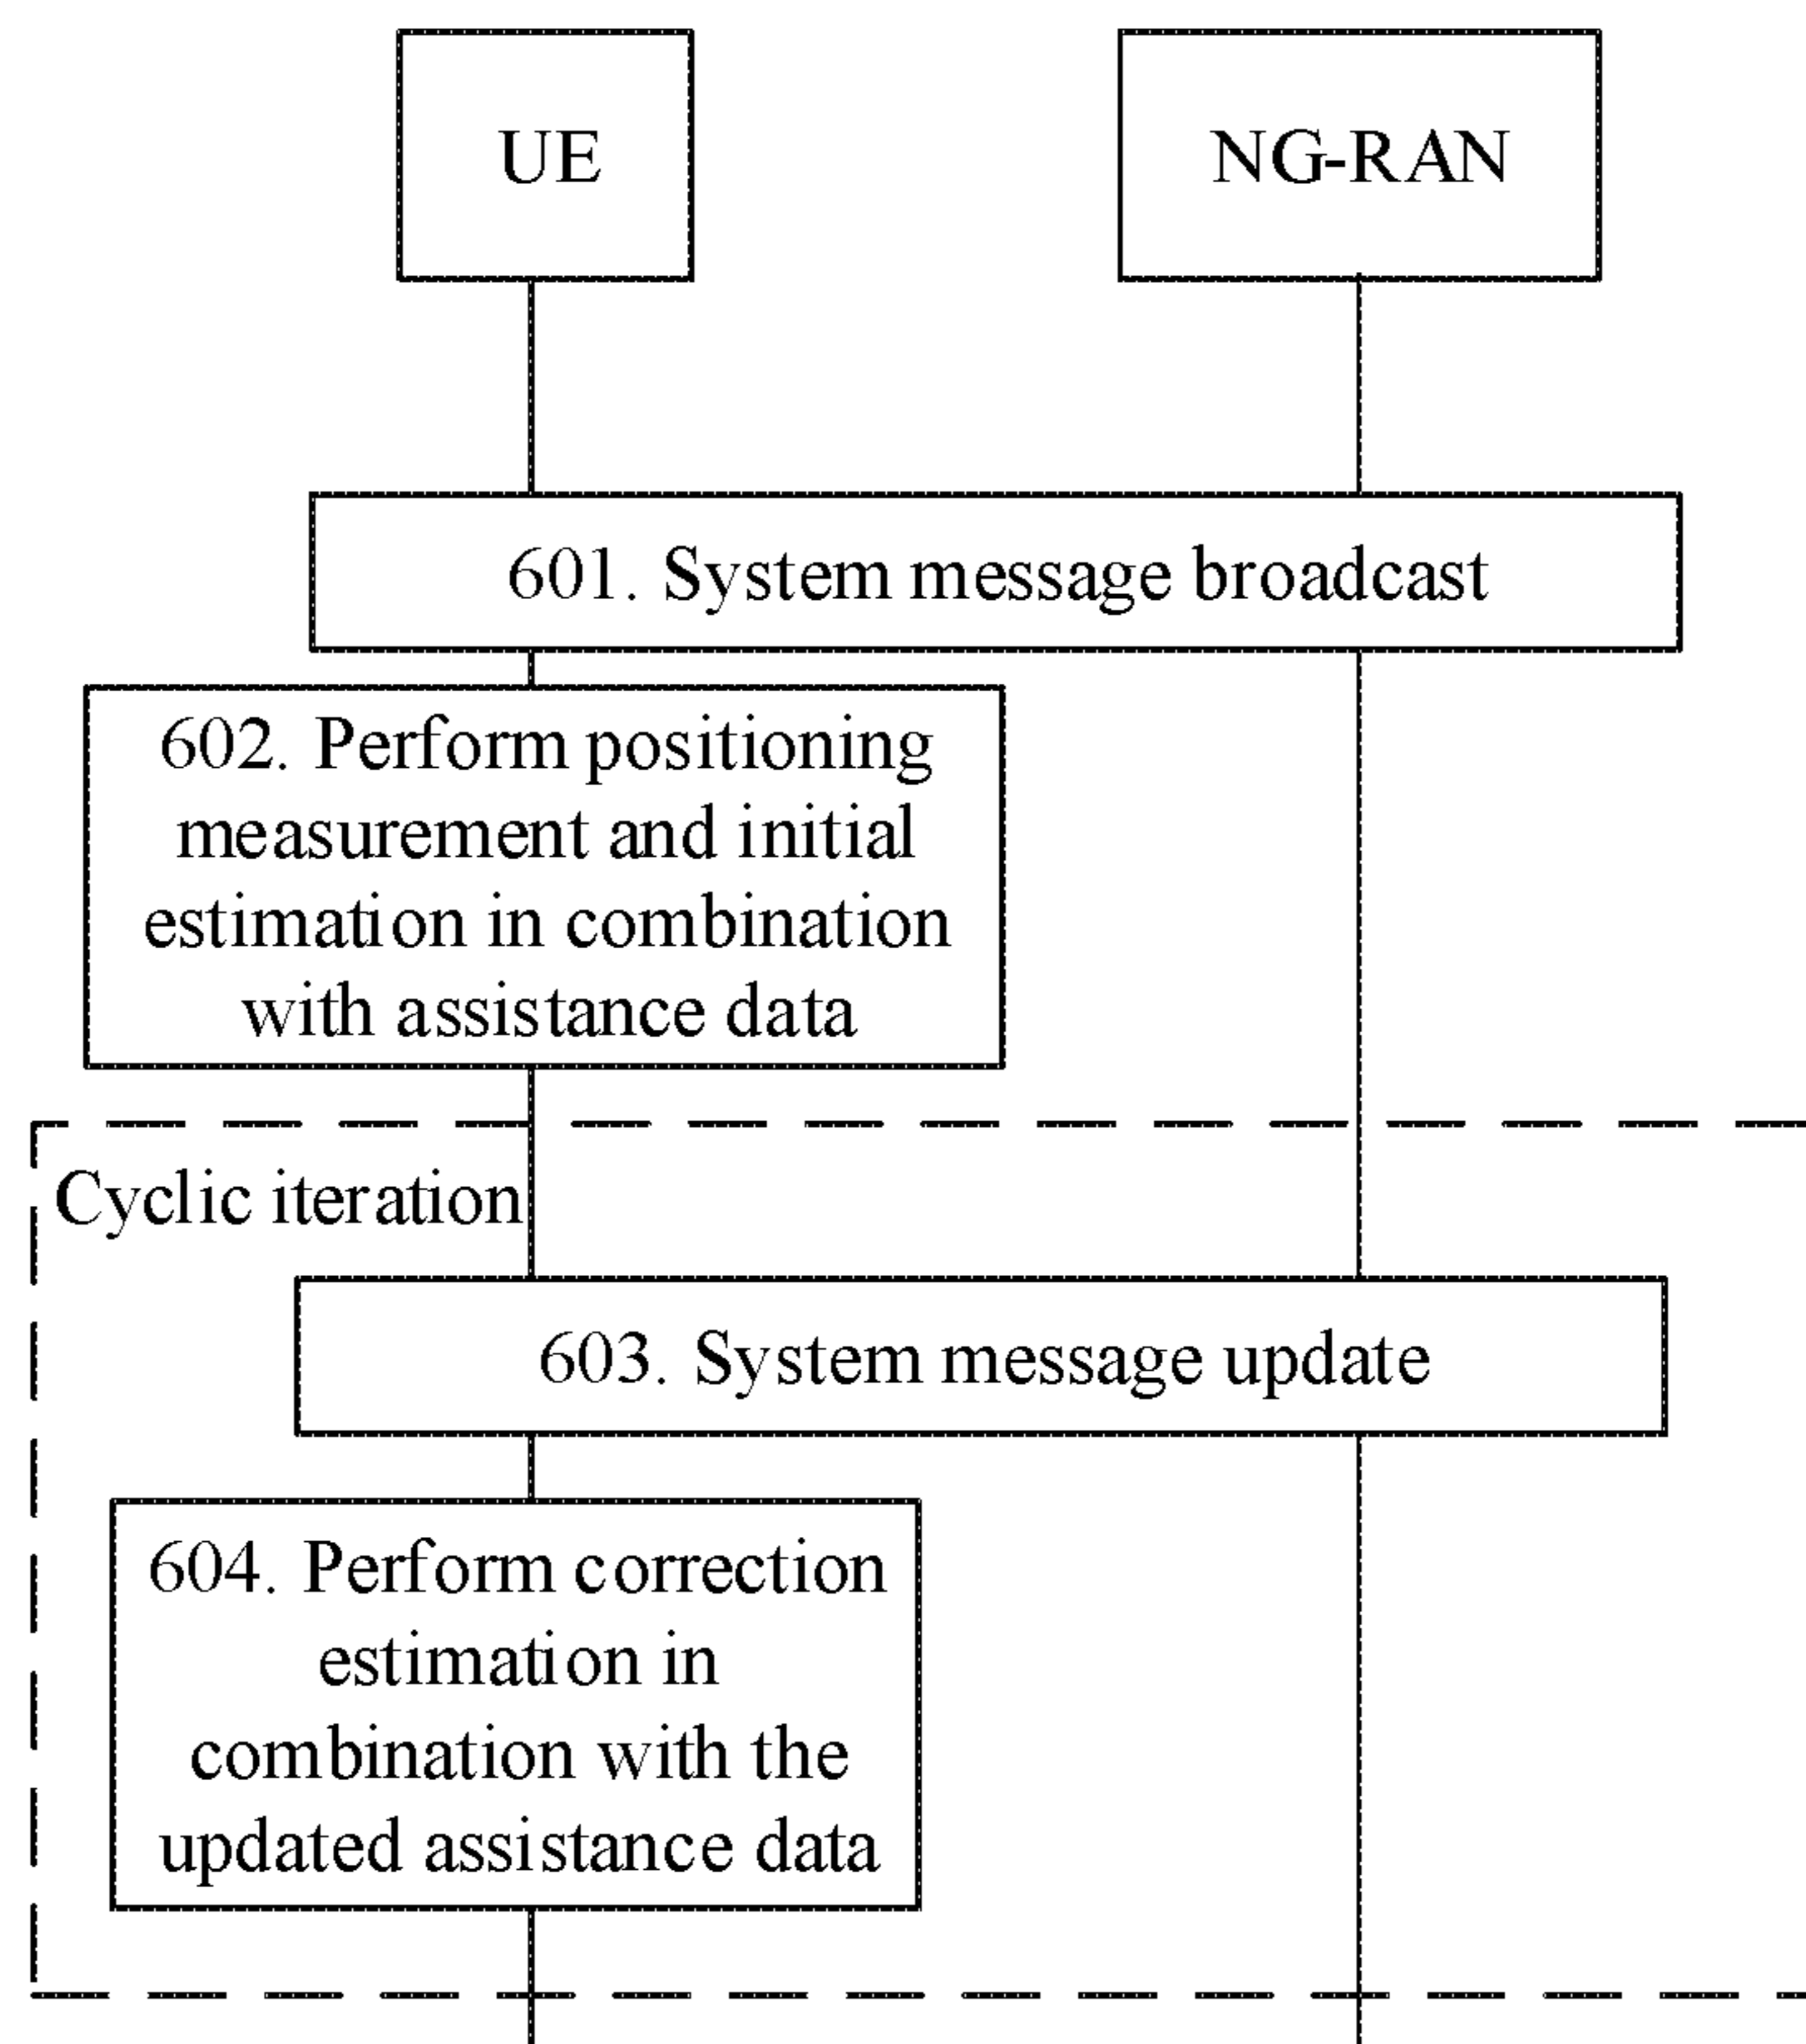 UE
NG-RAN
601. System message broadcast
602. Perform positioning
measurement and initial
estimation in combination
with assistance data
Cyclic iteration
603. System message update
604. Perform correction
estimation in
combination with the
updated assistance data